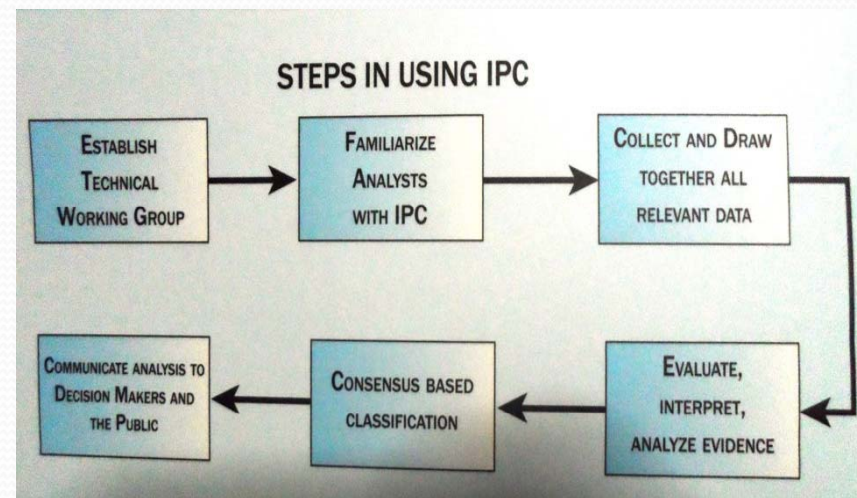 STEPS IN USING IPC
ESTABLISH
TECHNICAL
WORKING GROUP
FAMILIARIZE
ANALYSTS
WITH IPC
COLLECT AND DRAW
TOGETHER ALL
RELEVANT DATA
EVALUATE,
INTERPRET,
ANALYZE EVIDENCE
CONSENSUS BASED
CLASSIFICATION
COMMUNICATE ANALYSIS TO
DECISION MAKERS AND
THE PUBLIC